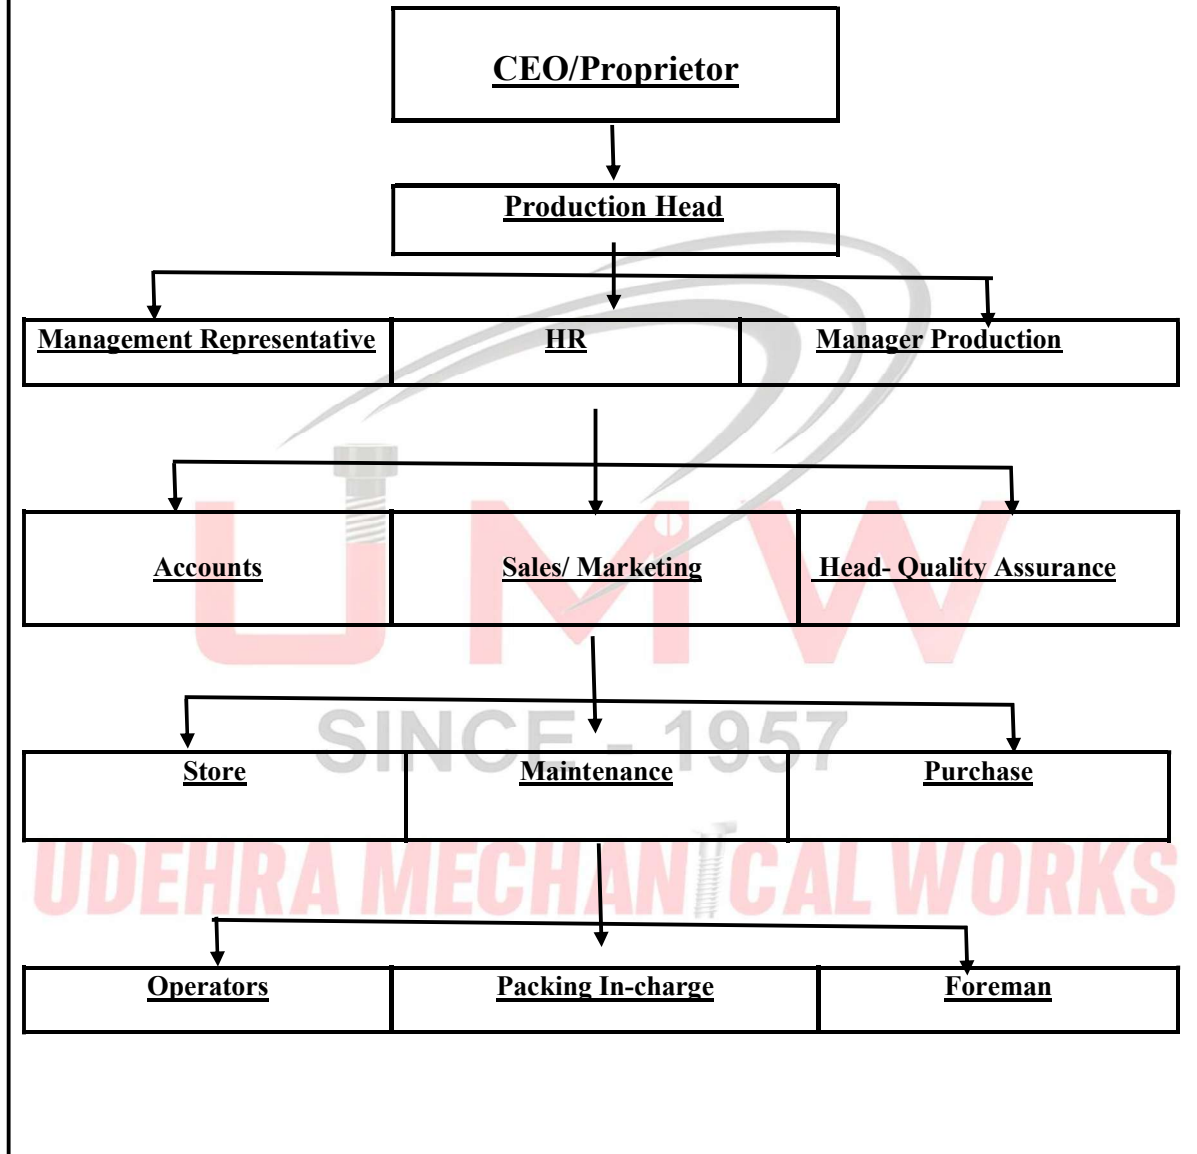 CEO/Proprietor
Production Head
Management Representative
HR
Manager Production
Accounts
Sales/ Marketing
Head- Quality Assurance
UMW
SINCE - 1957
Store
Maintenance
Purchase
UDEHRA MECHANICAL WORKS
Operators
Packing In-charge
Foreman